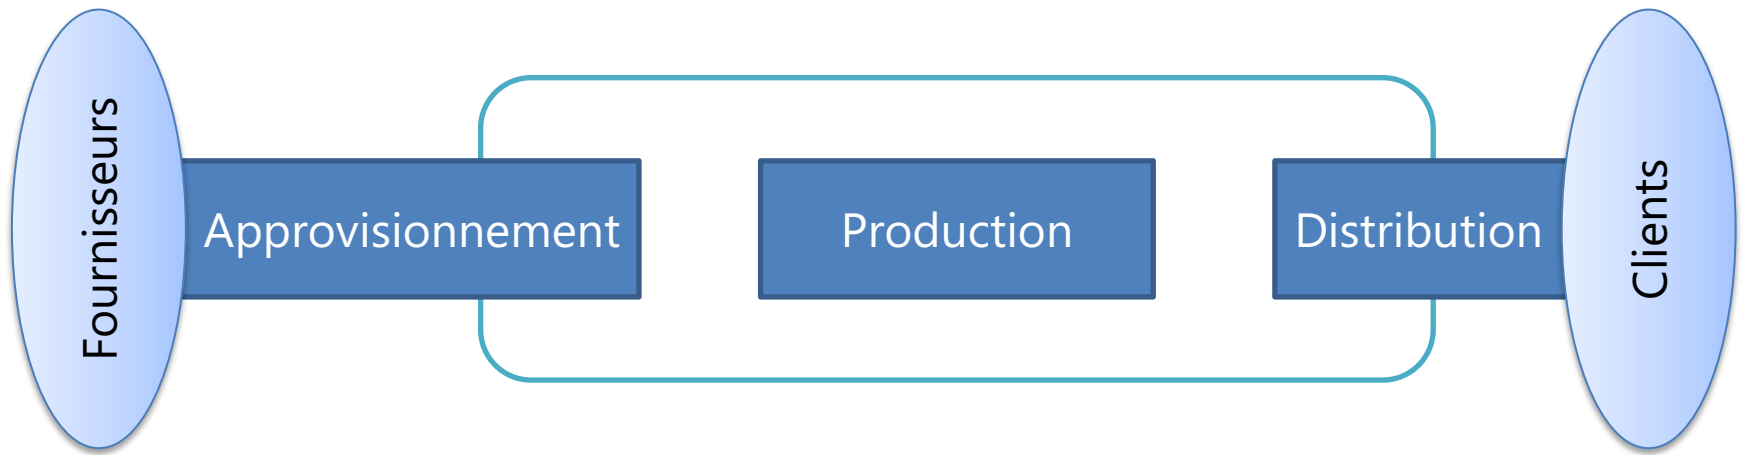 Fournisseurs
Approvisionnement
Production
Distribution
Clients